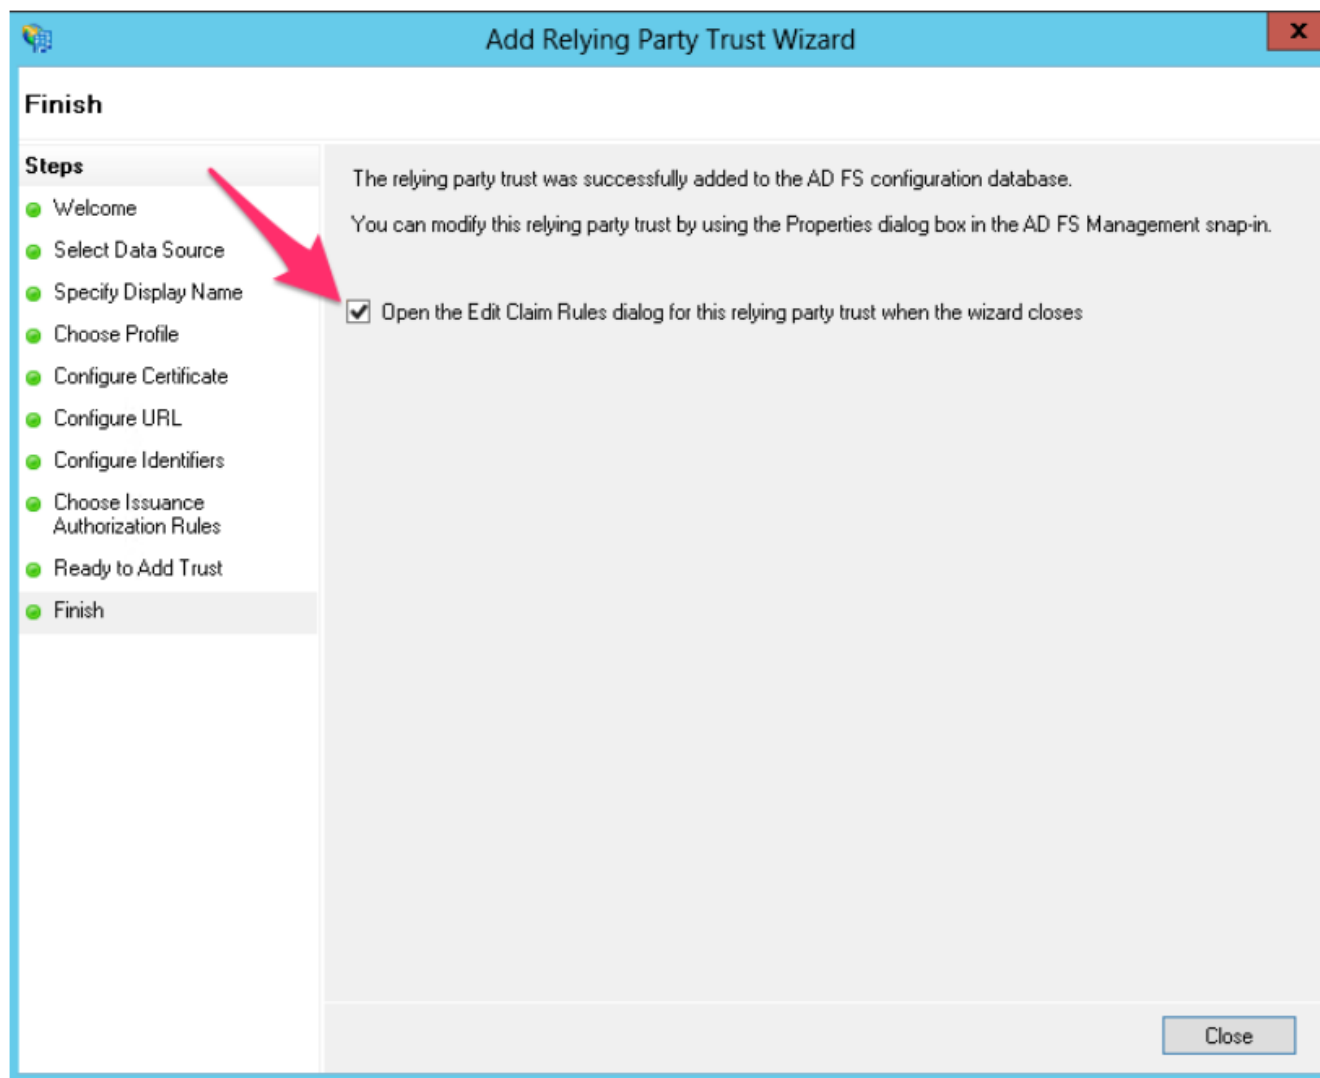 Add Relying Party Trust Wizard
x
Finish
Steps
Welcome
Select Data Source
Specify Display Name
Choose Profile
Configure Certificate
Configure URL
Configure Identifiers
Choose Issuance
Authorization Rules
Ready to Add Trust
Finish
The relying party trust was successfully added to the AD FS configuration database.
You can modify this relying party trust by using the Properties dialog box in the AD FS Management snap-in.
Open the Edit Claim Rules dialog for this relying party trust when the wizard closes
Close